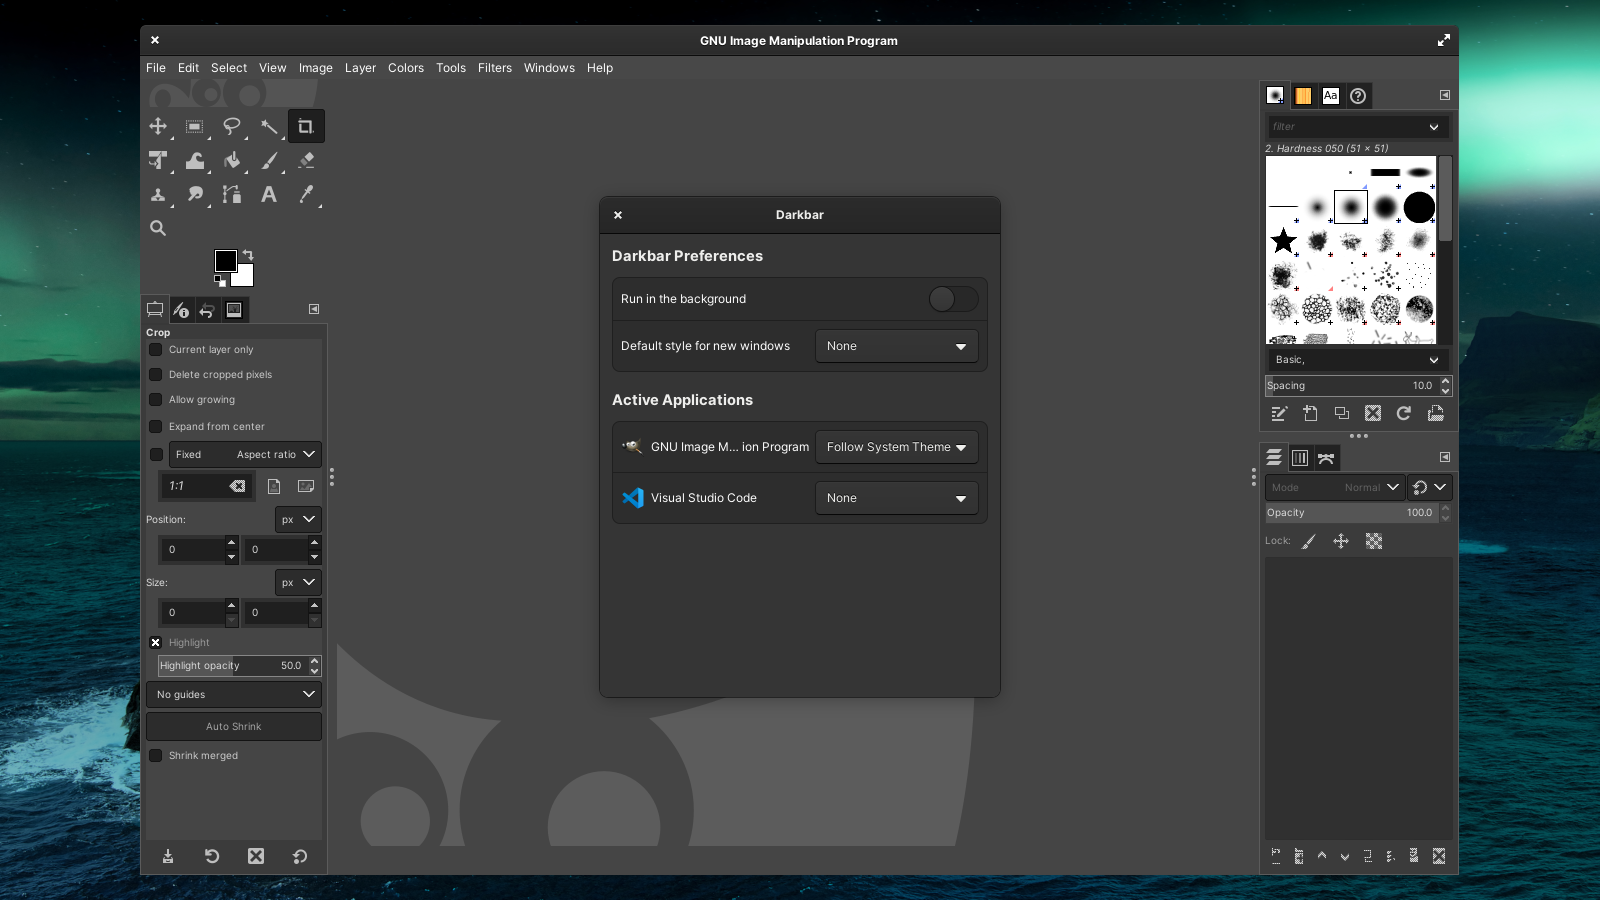 GNU Image Manipulation Program
File Edit Select View Image Layer Colors Tools Filters Windows Help
Crop
Current layer only
Delete cropped pixels
Allow growing
Expand from center
Fixed Aspect ratio
1:1
Position: px
0 0
Size: px
0 0
Highlight
Highlight opacity 50.0
No guides
Auto Shrink
Shrink merged
Darkbar
Darkbar Preferences
Run in the background
Default style for new windows None
Active Applications
GNU Image M... ion Program Follow System Theme
Visual Studio Code None
Aa
filter
2. Hardness 050 (51 × 51)
Basic,
Spacing 10.0
Mode Normal
Opacity 100.0
Lock: